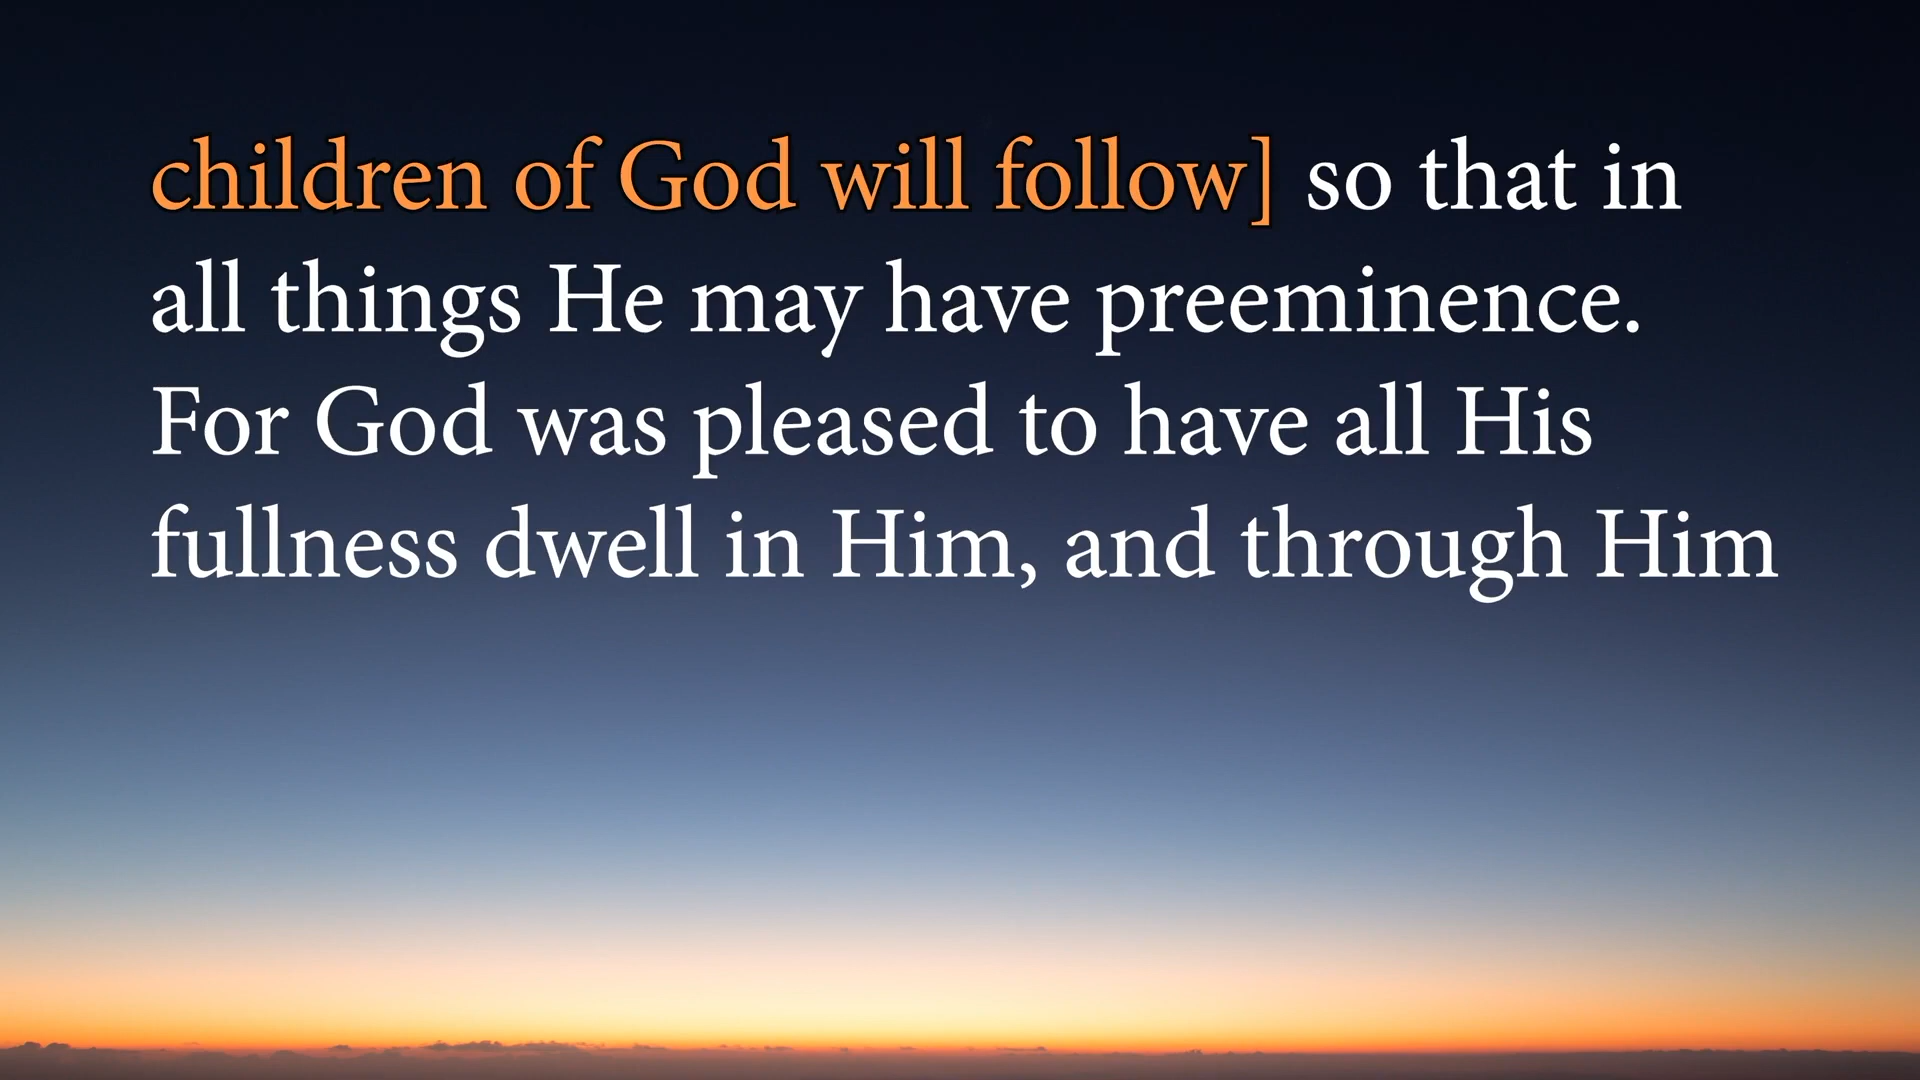 children of God will follow] so that in
all things He may have preeminence.
For God was pleased to have all His
fullness dwell in Him, and through Him